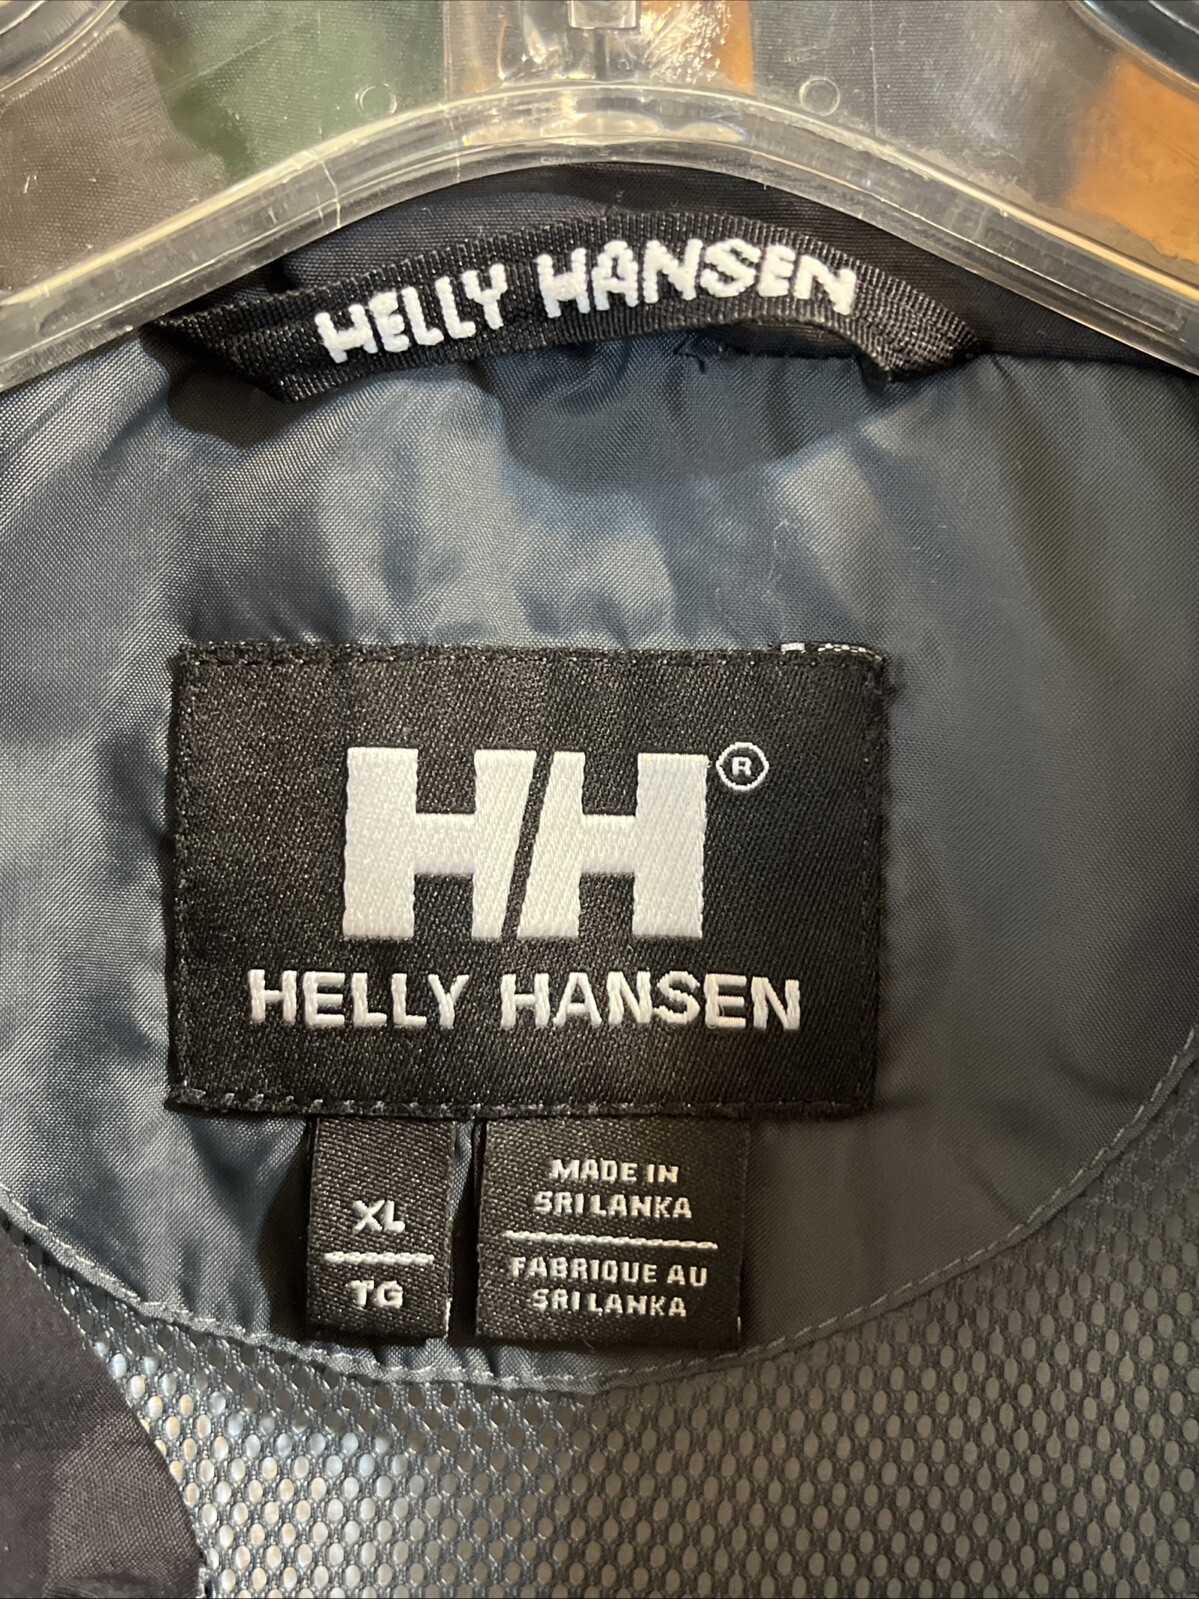 HELLY HANSEN
HH®
HELLY HANSEN
XL
TG
MADE IN
SRI LANKA
FABRIQUE AU
SRI LANKA